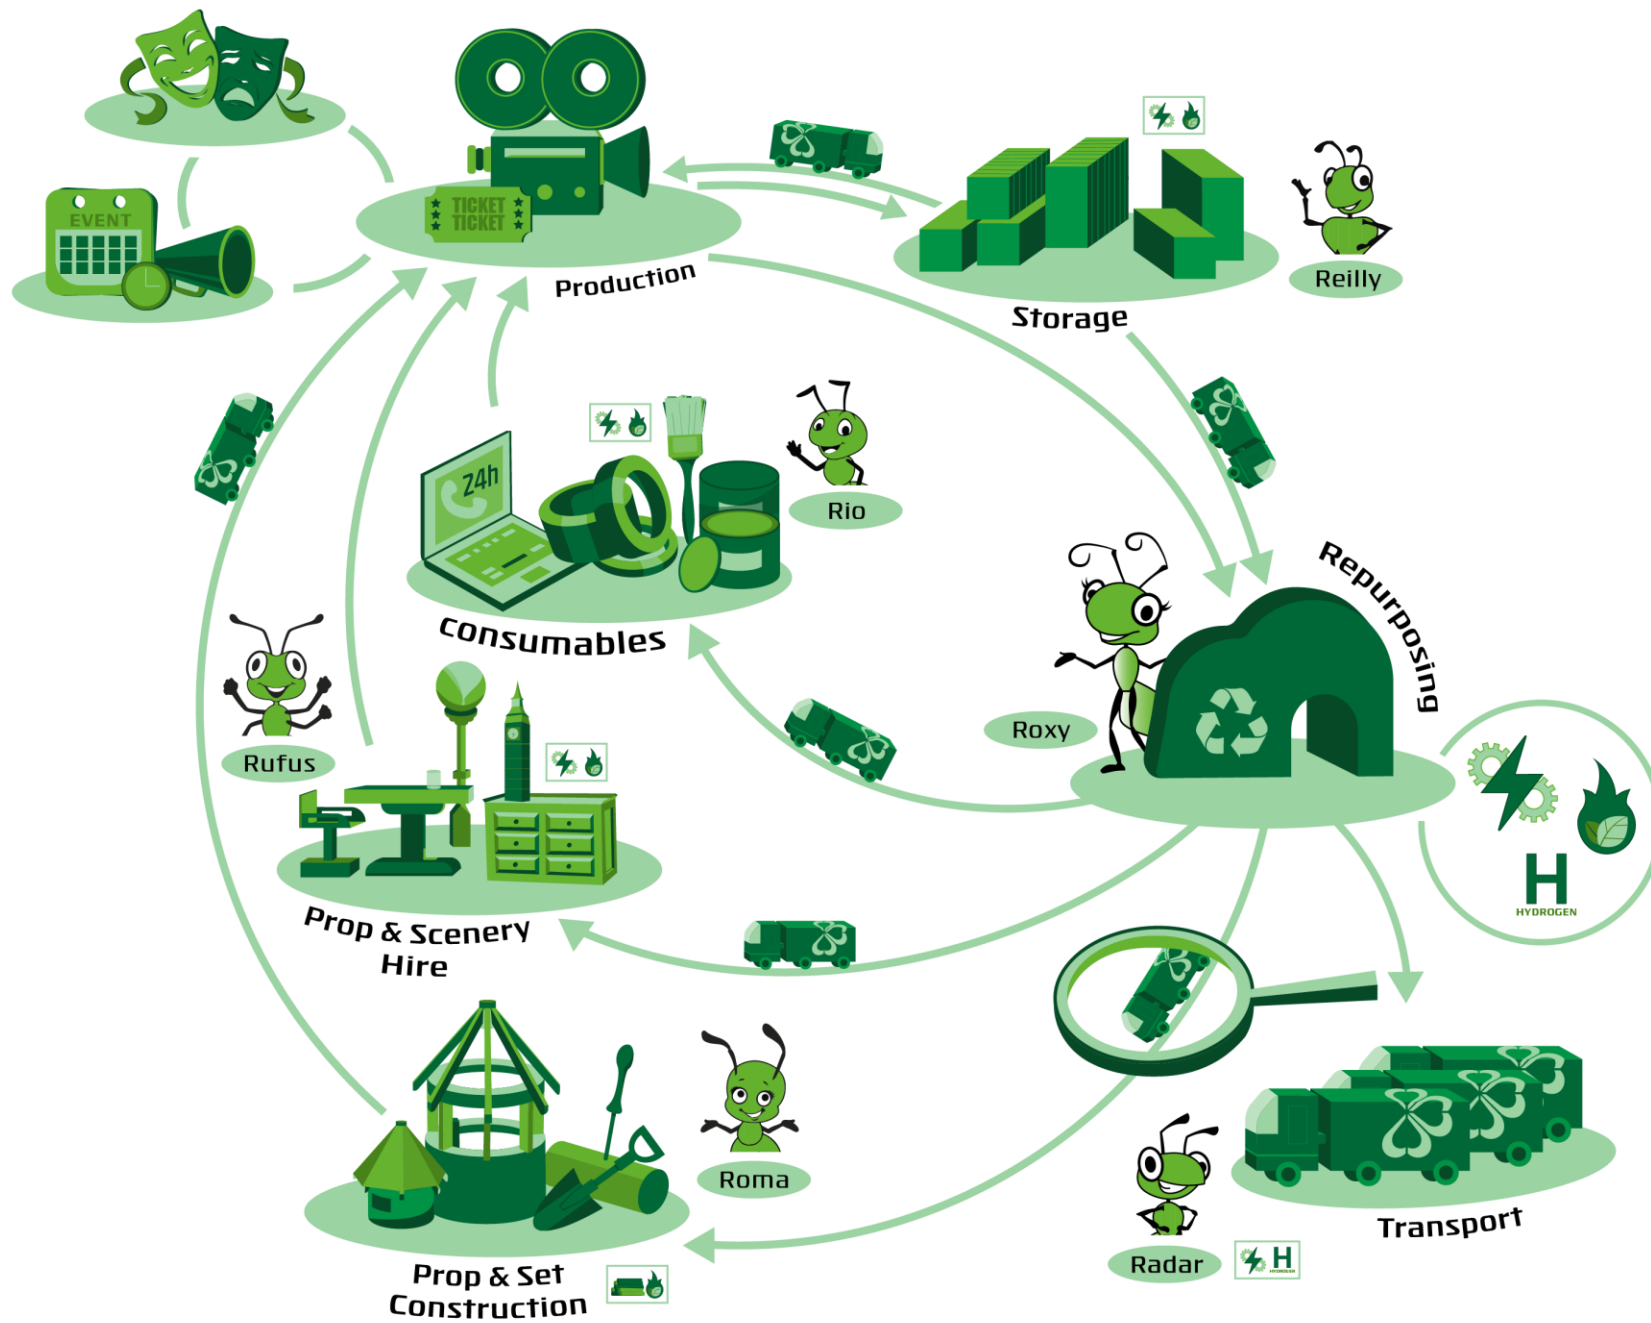 EVENT
TICKET
TICKET
Production
Storage
Reilly
24h
Rio
consumables
Repurposing
Roxy
Rufus
Prop & Scenery
Hire
H
HYDROGEN
Roma
Prop & Set
Construction
Transport
Radar
H
HYDROGEN